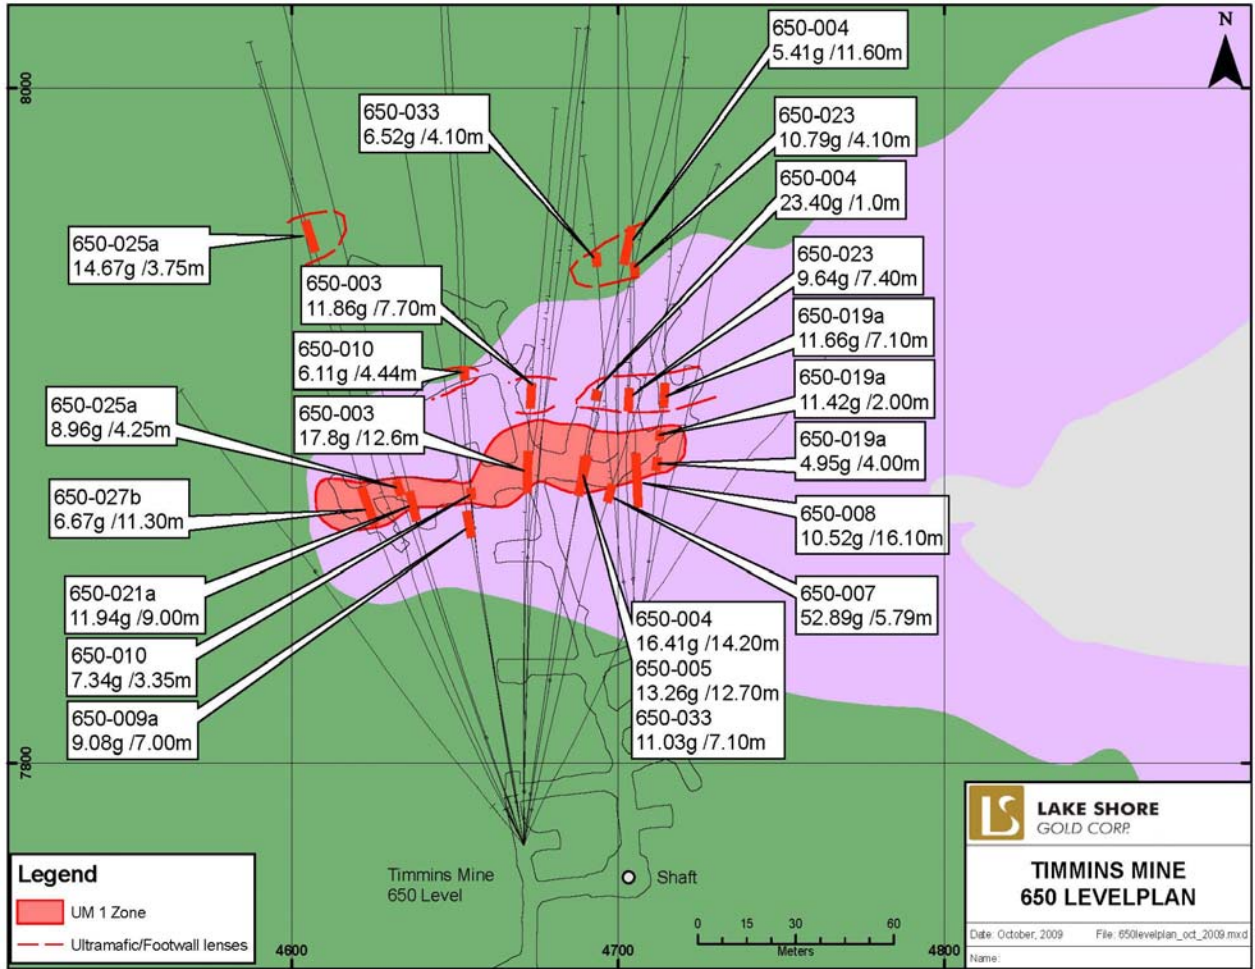 650-004
5.41g /11.60m
N
8000
650-033
6.52g /4.10m
650-023
10.79g /4.10m
650-004
23.40g /1.0m
650-025a
14.67g /3.75m
650-003
11.86g /7.70m
650-023
9.64g /7.40m
650-019a
11.66g /7.10m
650-010
6.11g /4.44m
650-019a
11.42g /2.00m
650-025a
8.96g /4.25m
650-003
17.8g /12.6m
650-019a
4.95g /4.00m
650-027b
6.67g /11.30m
650-008
10.52g /16.10m
650-021a
11.94g /9.00m
650-007
52.89g /5.79m
650-004
16.41g /14.20m
650-005
13.26g /12.70m
650-033
11.03g /7.10m
650-010
7.34g /3.35m
650-009a
9.08g /7.00m
7800
LS
LAKE SHORE
GOLD CORP.
TIMMINS MINE
650 LEVELPLAN
Date: October, 2009 File: 650levelplan_oct_2009.mxd
Name:
Legend
UM 1 Zone
Ultramafic/Footwall lenses
Timmins Mine
650 Level
Shaft
0 15 30 60
Meters
4600 4700 4800